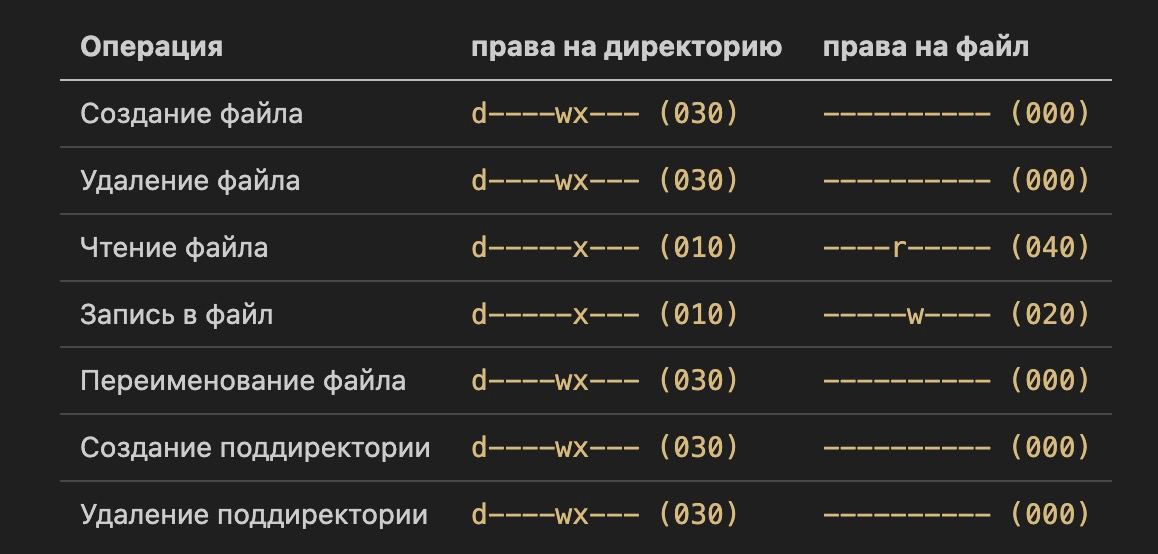 Операция права на директорию права на файл
Создание файла d----wx--- (030) ---------- (000)
Удаление файла d----wx--- (030) ---------- (000)
Чтение файла d-----x--- (010) ----r----- (040)
Запись в файл d-----x--- (010) -----w---- (020)
Переименование файла d----wx--- (030) ---------- (000)
Создание поддиректории d----wx--- (030) ---------- (000)
Удаление поддиректории d----wx--- (030) ---------- (000)